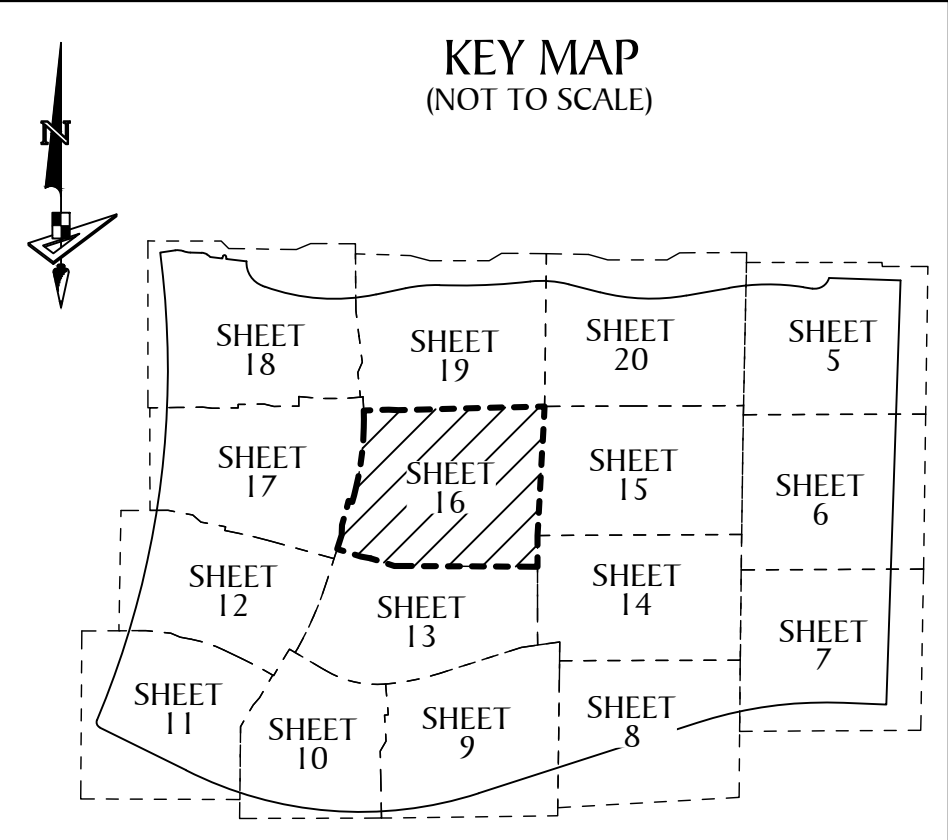 KEY MAP
(NOT TO SCALE)
N
SHEET
18
SHEET
19
SHEET
20
SHEET
5
SHEET
17
SHEET
16
SHEET
15
SHEET
6
SHEET
12
SHEET
13
SHEET
14
SHEET
7
SHEET
11
SHEET
10
SHEET
9
SHEET
8